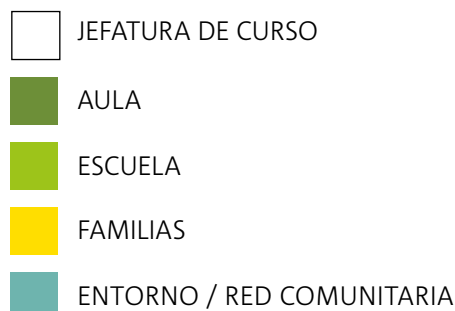 JEFATURA DE CURSO
AULA
ESCUELA
FAMILIAS
ENTORNO / RED COMUNITARIA